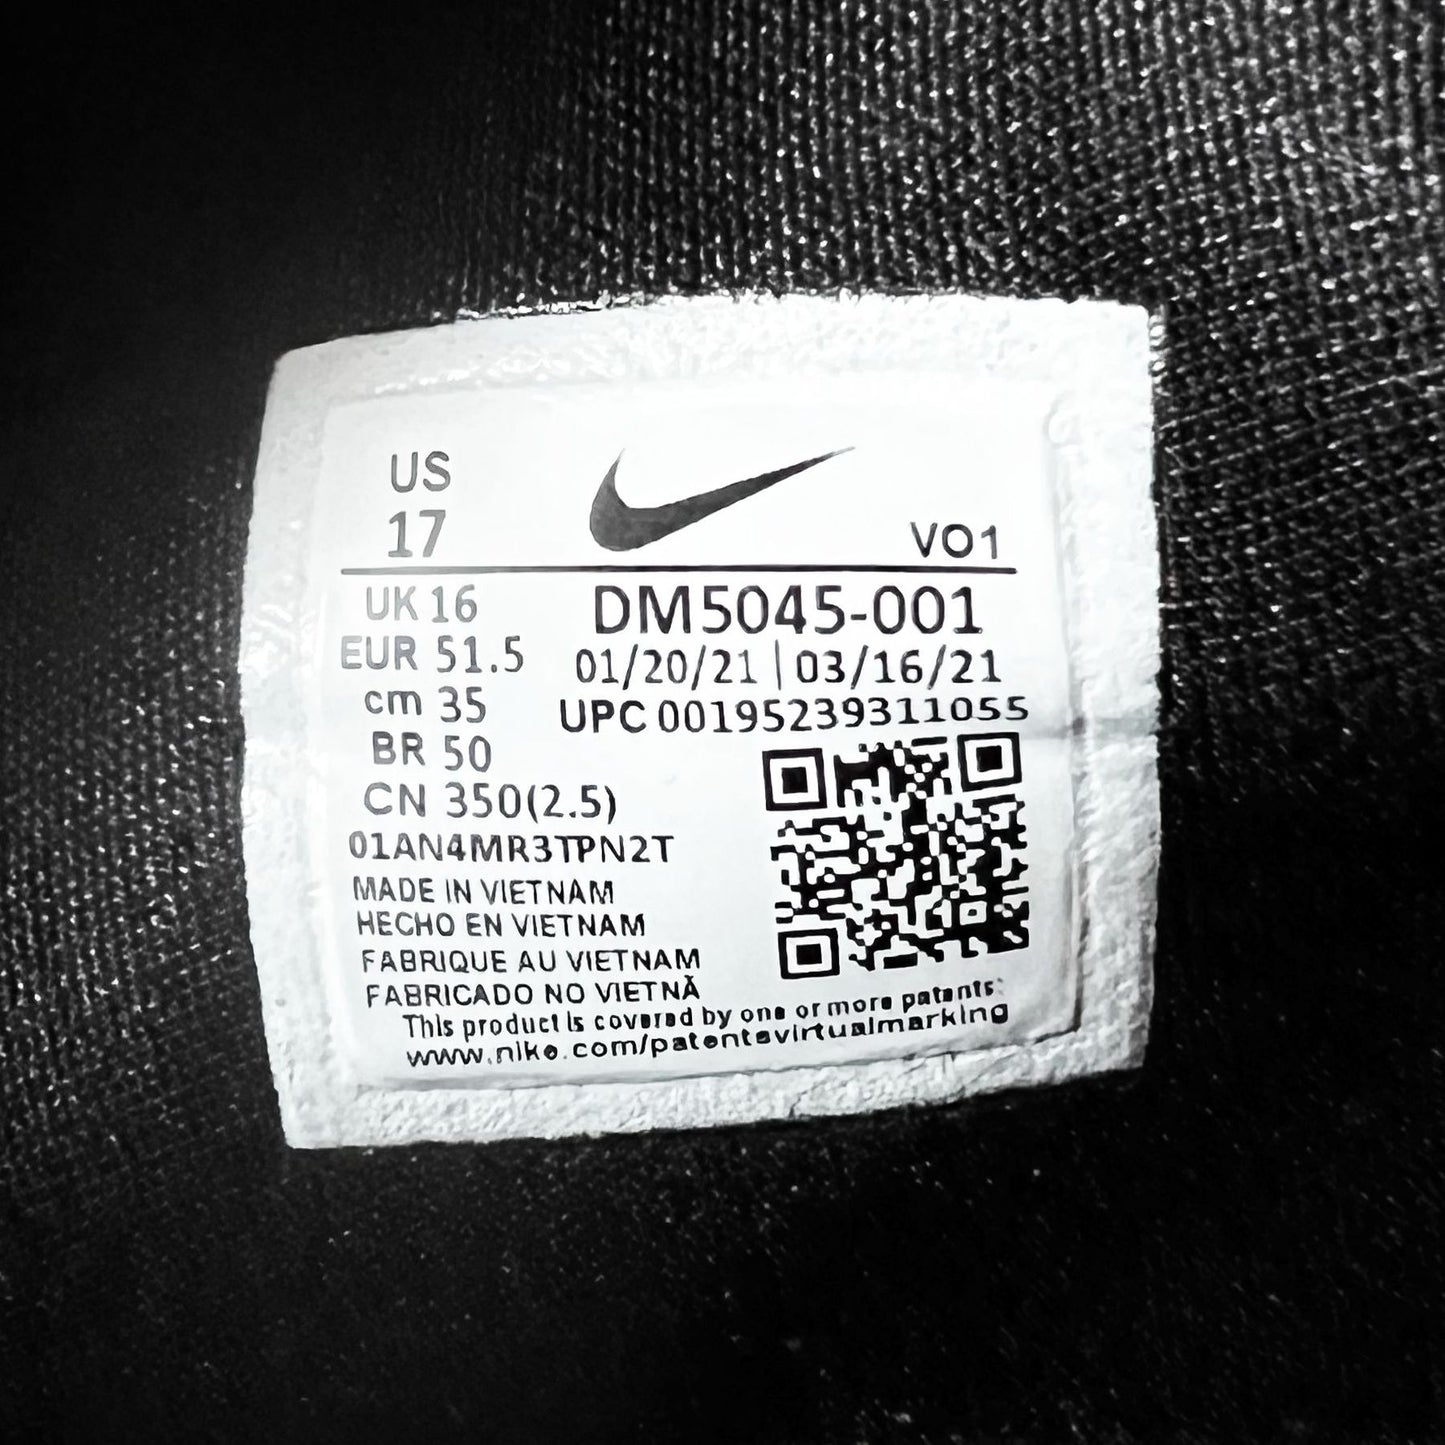 US
17
VO1
UK 16
DM5045-001
EUR 51.5
01/20/21 | 03/16/21
cm 35
UPC 00195239311055
BR 50
CN 350(2.5)
01AN4MR3TPN2T
MADE IN VIETNAM
HECHO EN VIETNAM
FABRIQUE AU VIETNAM
FABRICADO NO VIETNÃ
This product is covered by one or more patents:
www.nike.com/patentsvirtualmarking